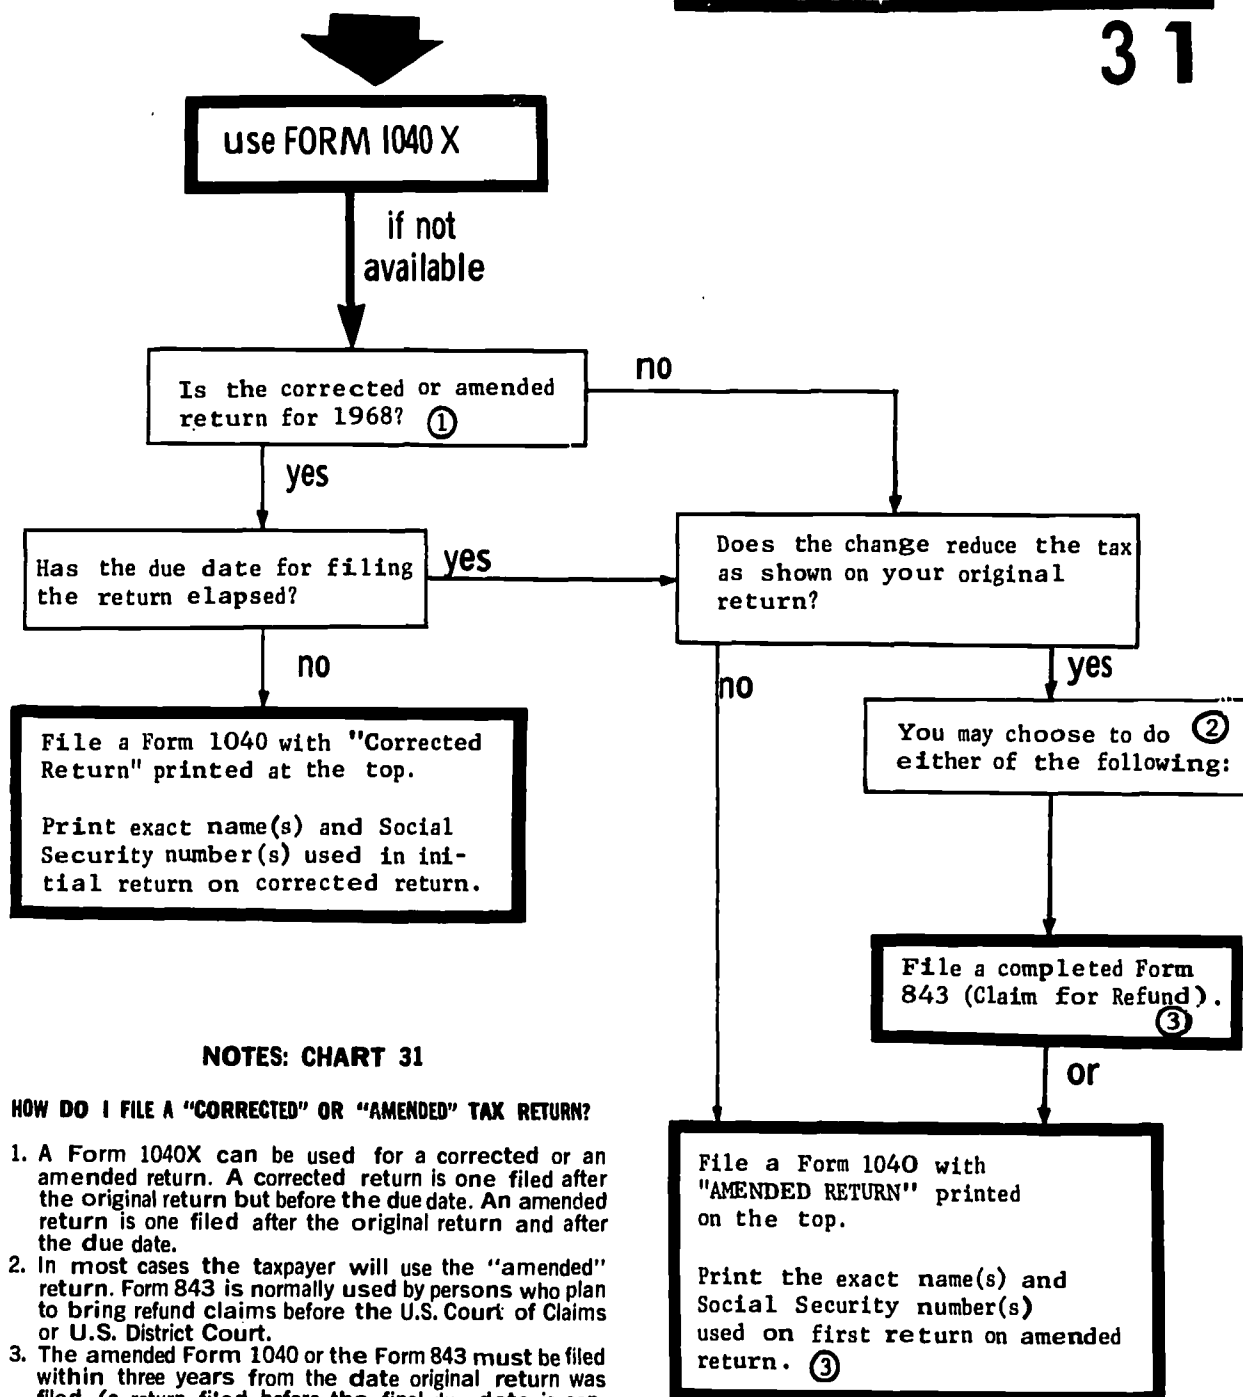 31
use FORM 1040 X
if not
available
Is the corrected or amended
return for 1968? ①
no
yes
Has the due date for filing
the return elapsed?
yes
Does the change reduce the tax
as shown on your original
return?
no
no
yes
File a Form 1040 with "Corrected
Return" printed at the top.
Print exact name(s) and Social
Security number(s) used in ini-
tial return on corrected return.
You may choose to do ②
either of the following:
File a completed Form
843 (Claim for Refund).
③
or
File a Form 1040 with
"AMENDED RETURN" printed
on the top.
Print the exact name(s) and
Social Security number(s)
used on first return on amended
return. ③
NOTES: CHART 31
HOW DO I FILE A "CORRECTED" OR "AMENDED" TAX RETURN?
1. A Form 1040X can be used for a corrected or an
amended return. A corrected return is one filed after
the original return but before the due date. An amended
return is one filed after the original return and after
the due date.
2. In most cases the taxpayer will use the "amended"
return. Form 843 is normally used by persons who plan
to bring refund claims before the U.S. Court of Claims
or U.S. District Court.
3. The amended Form 1040 or the Form 843 must be filed
within three years from the date original return was
filed (a return filed before the final